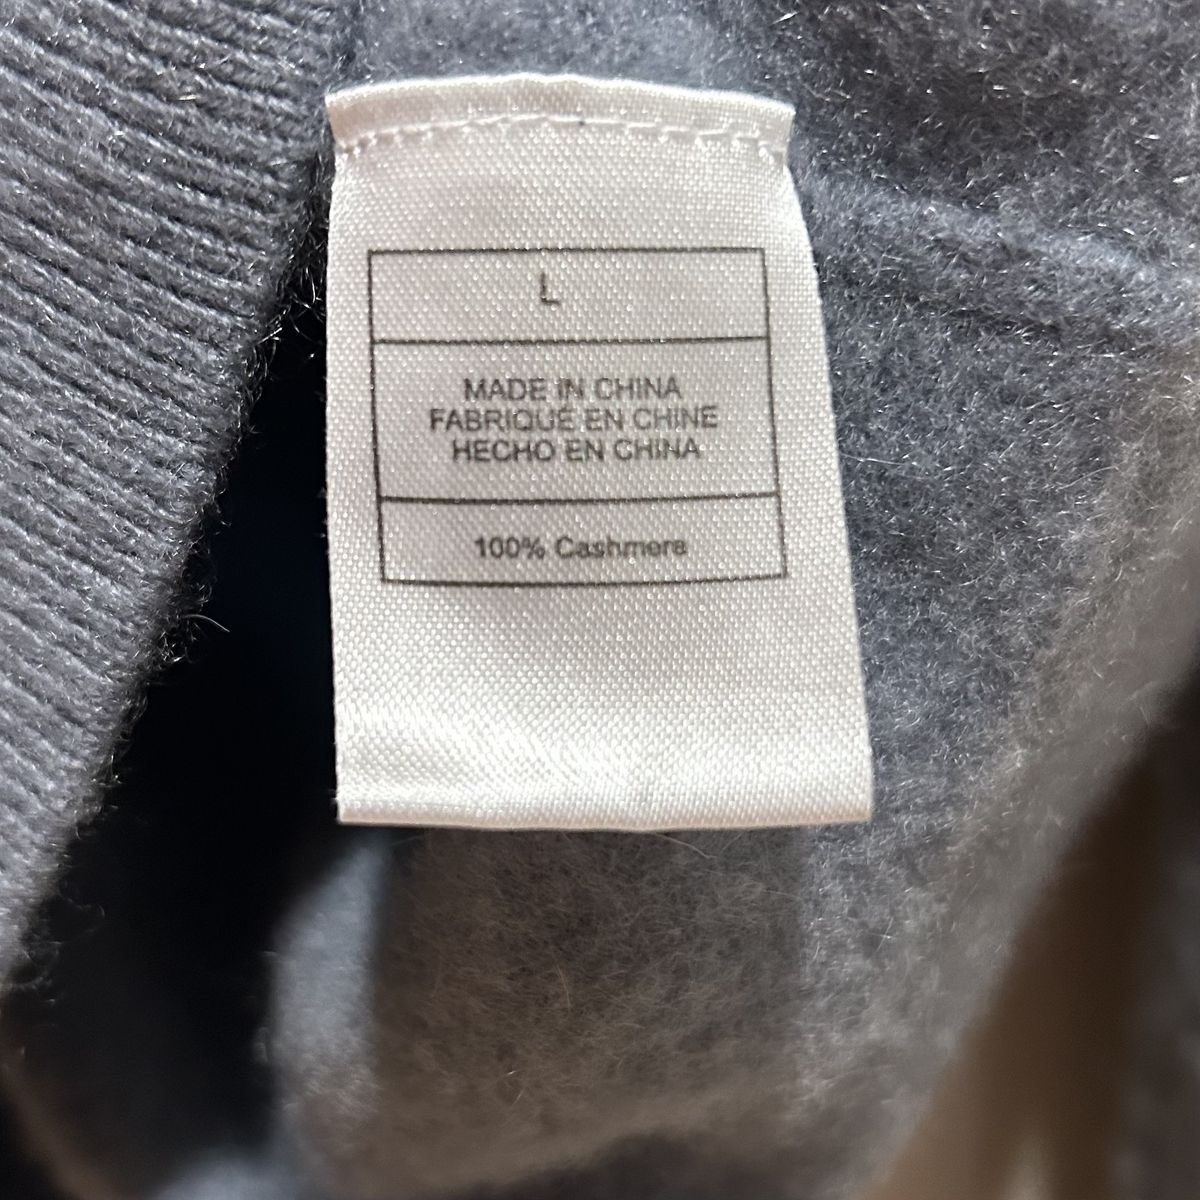 L
MADE IN CHINA
FABRIQUÉ EN CHINE
HECHO EN CHINA
100% Cashmere